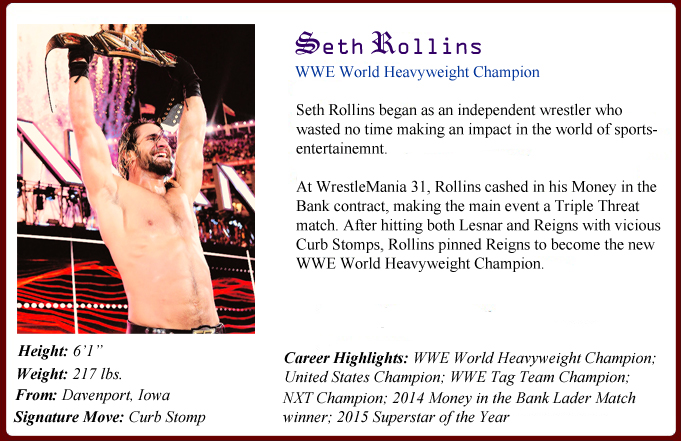 Seth Rollins
WWE World Heavyweight Champion
Seth Rollins began as an independent wrestler who
wasted no time making an impact in the world of sports-
entertainemnt.
At WrestleMania 31, Rollins cashed in his Money in the
Bank contract, making the main event a Triple Threat
match. After hitting both Lesnar and Reigns with vicious
Curb Stomps, Rollins pinned Reigns to become the new
WWE World Heavyweight Champion.
Height: 6’1”
Weight: 217 lbs.
From: Davenport, Iowa
Signature Move: Curb Stomp
Career Highlights: WWE World Heavyweight Champion;
United States Champion; WWE Tag Team Champion;
NXT Champion; 2014 Money in the Bank Lader Match
winner; 2015 Superstar of the Year